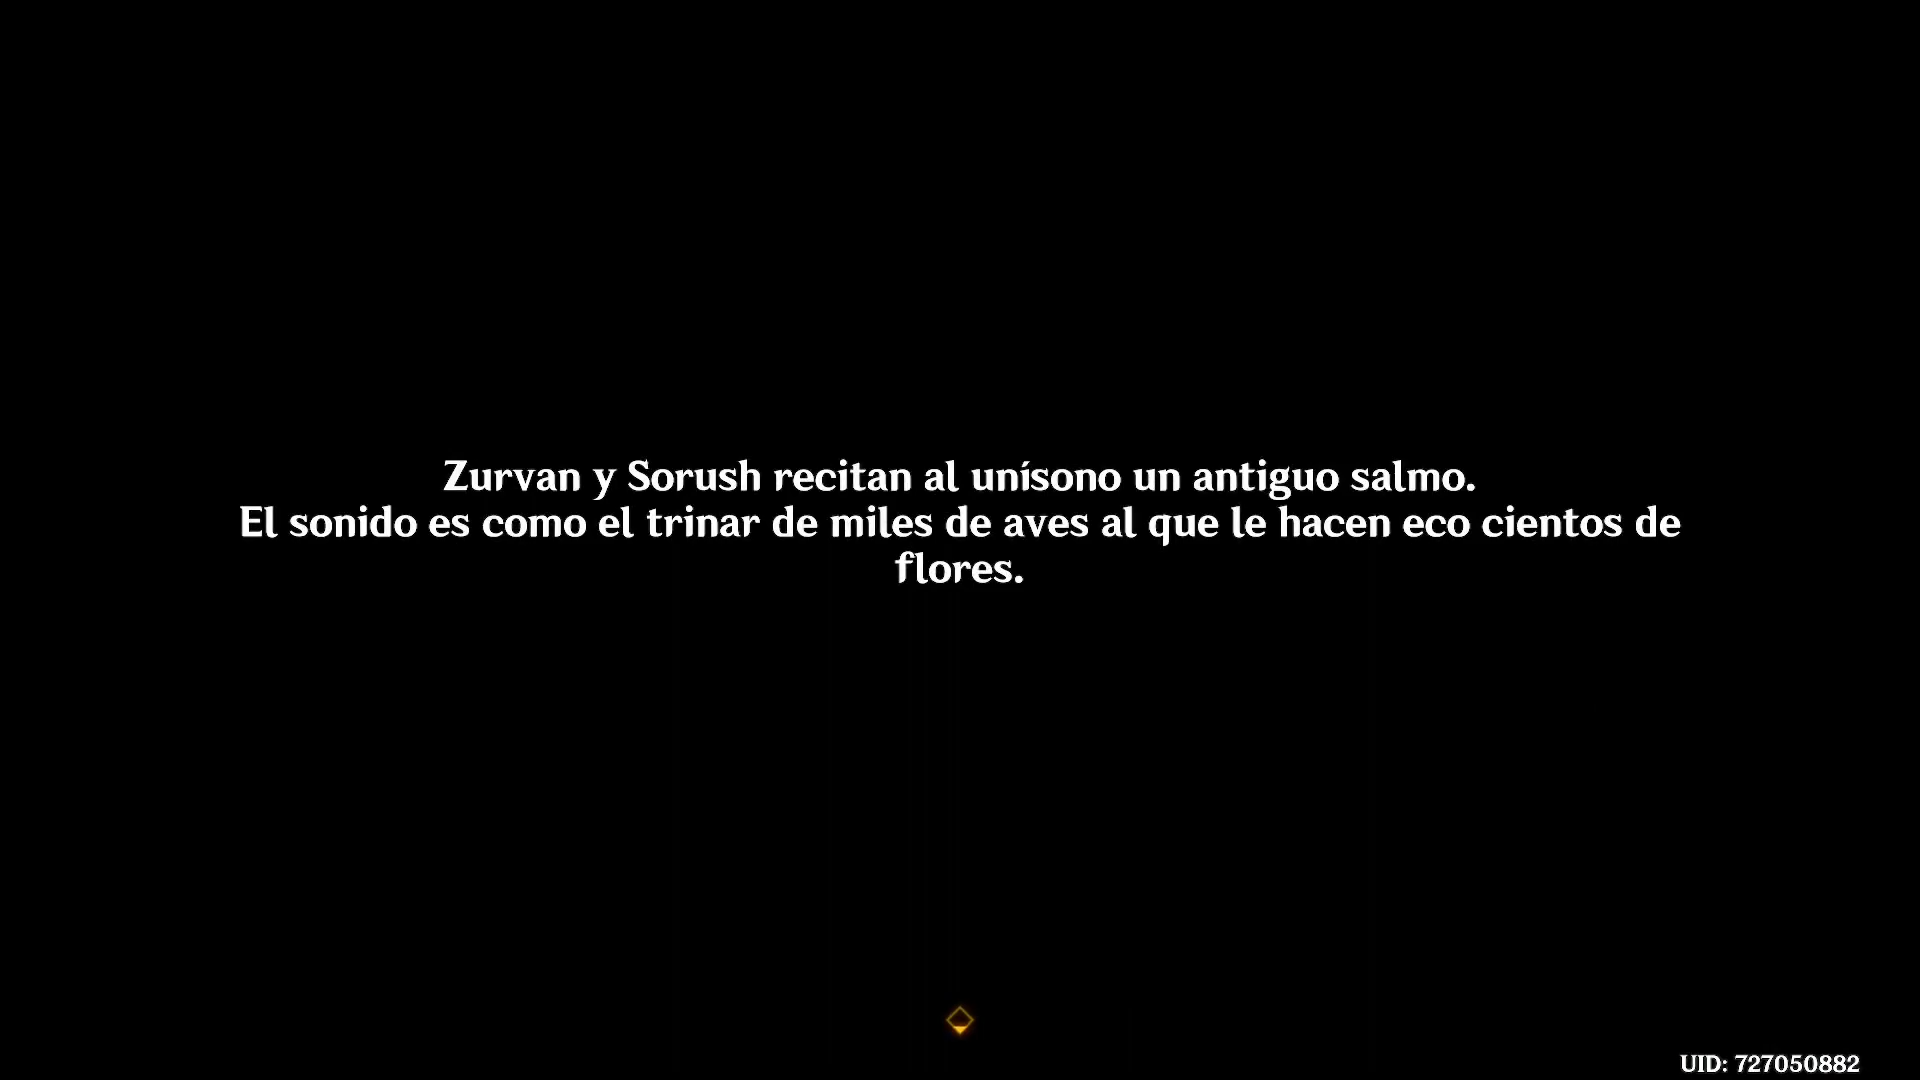 Zurvan y Sorush recitan al unísono un antiguo salmo.
El sonido es como el trinar de miles de aves al que le hacen eco cientos de
flores.
UID: 727050882